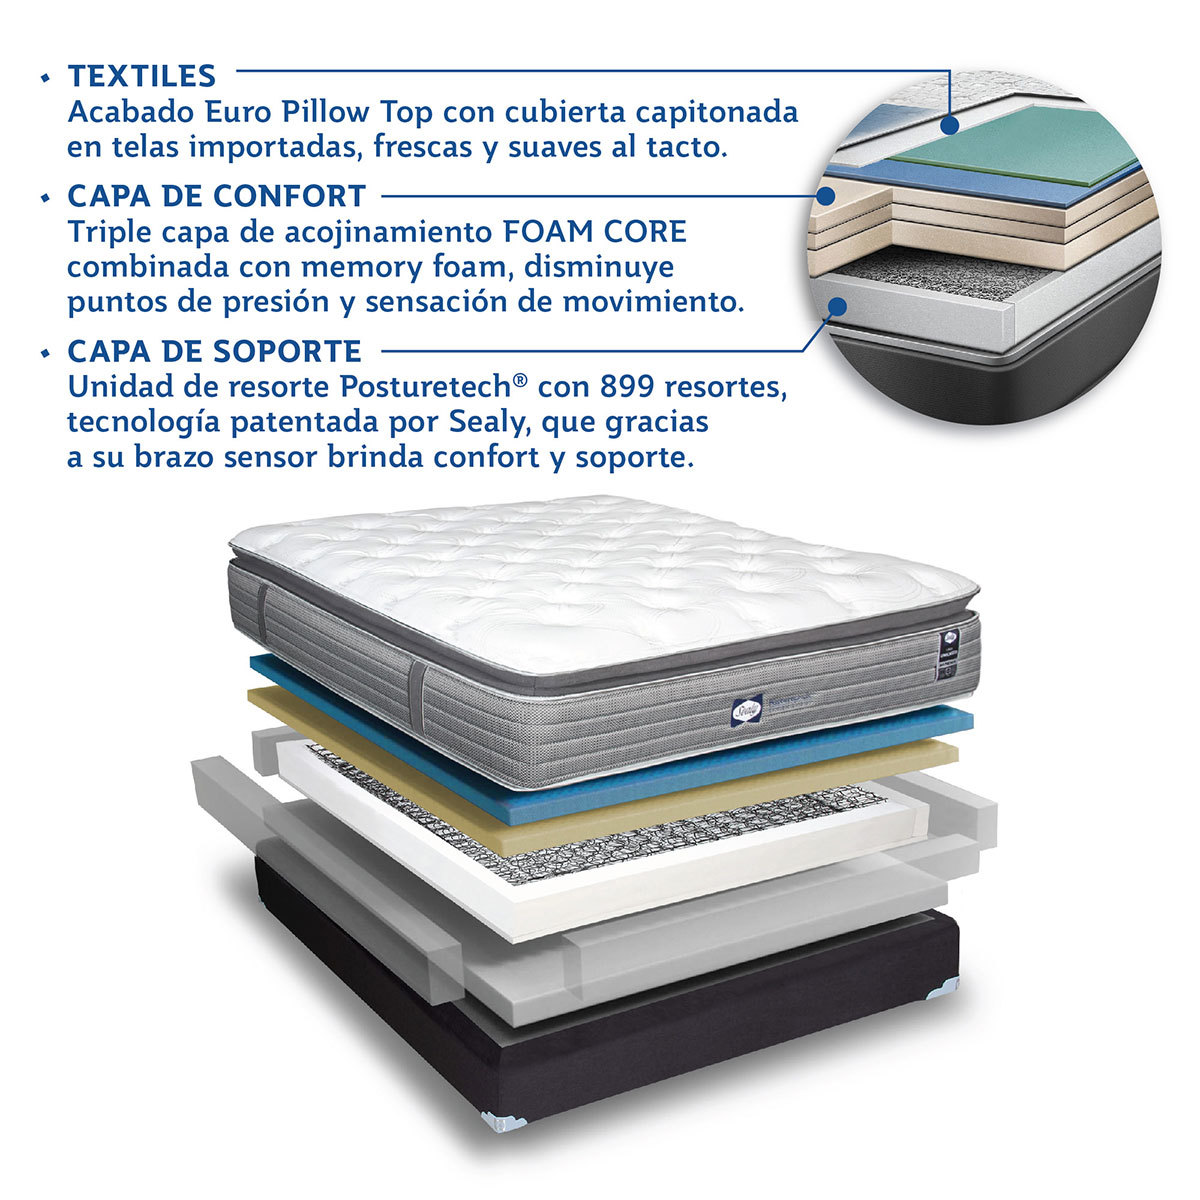 TEXTILES
Acabado Euro Pillow Top con cubierta capitonada
en telas importadas, frescas y suaves al tacto.
CAPA DE CONFORT
Triple capa de acojinamiento FOAM CORE
combinada con memory foam, disminuye
puntos de presión y sensación de movimiento.
CAPA DE SOPORTE
Unidad de resorte Posturetech® con 899 resortes,
tecnología patentada por Sealy, que gracias
a su brazo sensor brinda confort y soporte.
Sealy